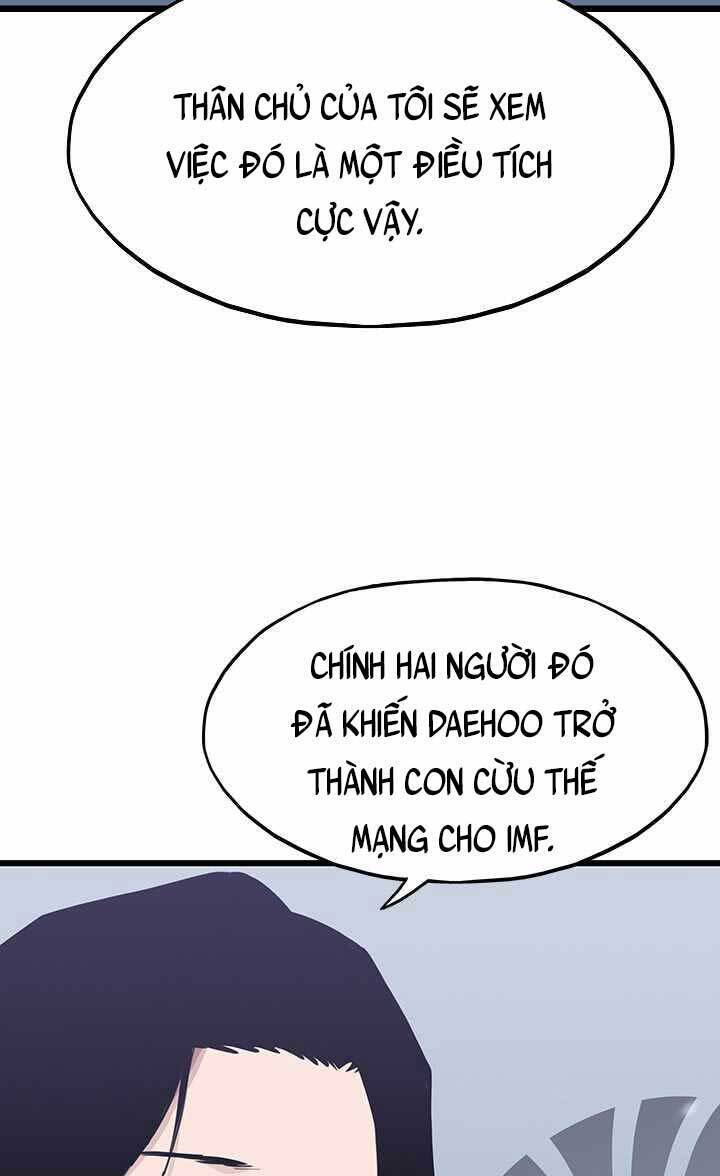 THÂN CHỦ CỦA TÔI SẼ XEM
VIỆC ĐÓ LÀ MỘT ĐIỀU TÍCH
CỰC VẬY.
CHÍNH HAI NGƯỜI ĐÓ
ĐÃ KHIẾN DAEHOO TRỞ
THÀNH CON CỪU THẾ
MẠNG CHO IMF.